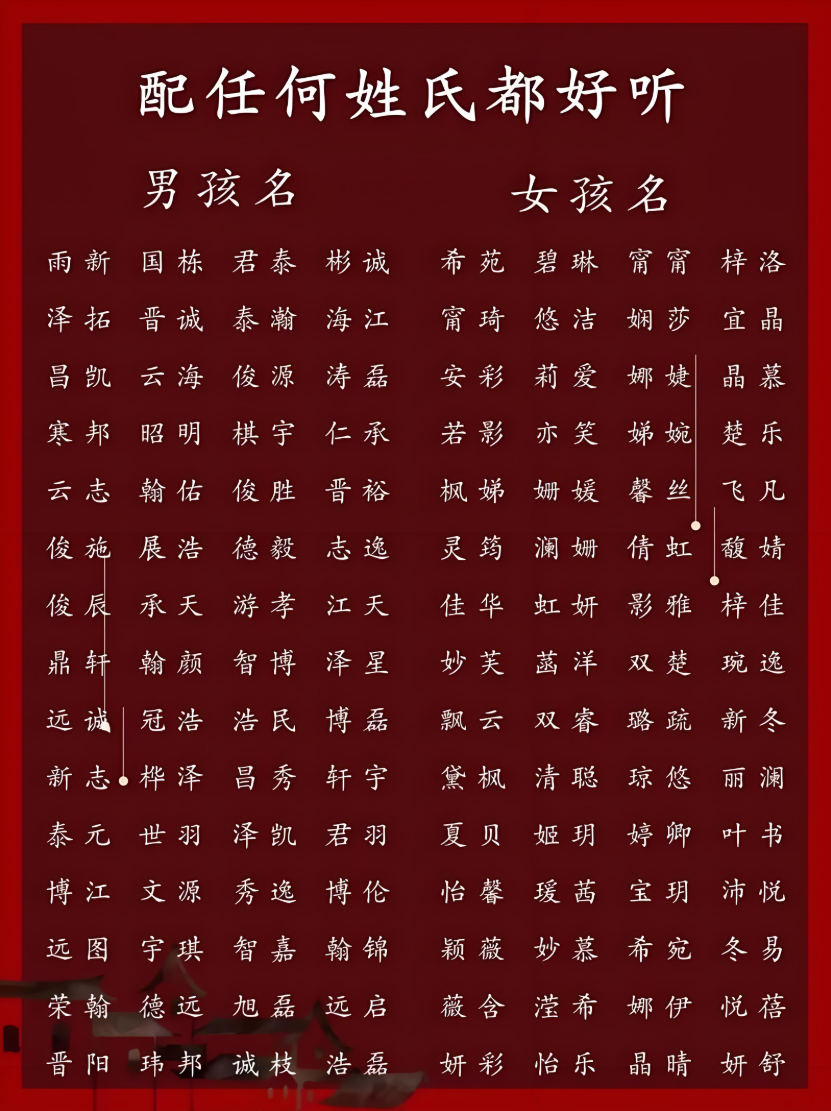 配任何姓氏都好听
男孩名 女孩名
雨新 国栋 君泰 彬诚 希苑 碧琳 甯甯 梓洛
泽拓 晋诚 泰瀚 海江 甯琦 悠洁 娴莎 宜晶
昌凯 云海 俊源 涛磊 安彩 莉爱 娜婕 晶慕
寒邦 昭明 棋宇 仁承 若影 亦笑 娣婉 楚乐
云志 翰佑 俊胜 晋裕 枫娣 姗媛 馨丝 飞凡
俊施 展浩 德毅 志逸 灵筠 澜姗 倩虹 馥婧
俊辰 承天 游孝 江天 佳华 虹妍 影雅 梓佳
鼎轩 翰颜 智博 泽星 妙芙 菡洋 双楚 琬逸
远诚 冠浩 浩民 博磊 飘云 双睿 璐疏 新冬
新志 桦泽 昌秀 轩宇 黛枫 清聪 琼悠 丽澜
泰元 世羽 泽凯 君羽 夏贝 姬玥 婷卿 叶书
博江 文源 秀逸 博伦 怡馨 瑗茜 宝玥 沛悦
远图 宇琪 智嘉 翰锦 颖薇 妙慕 希宛 冬易
荣翰 德远 旭磊 远启 薇含 滢希 娜伊 悦蓓
晋阳 玮邦 诚枝 浩磊 妍彩 怡乐 晶晴 妍舒